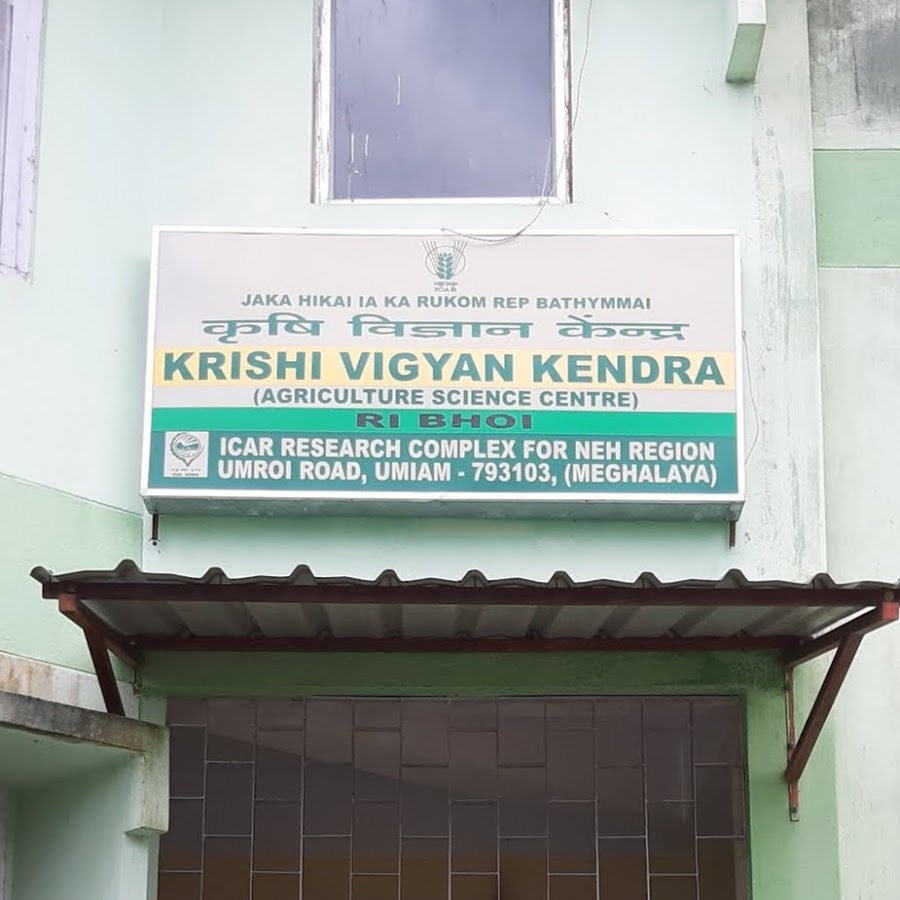 ICAR
JAKA HIKAI IA KA RUKOM REP BATHYMMAI
कृषि विज्ञान केंन्द्र
KRISHI VIGYAN KENDRA
(AGRICULTURE SCIENCE CENTRE)
RI BHOI
ICAR RESEARCH COMPLEX FOR NEH REGION
UMROI ROAD, UMIAM - 793103, (MEGHALAYA)